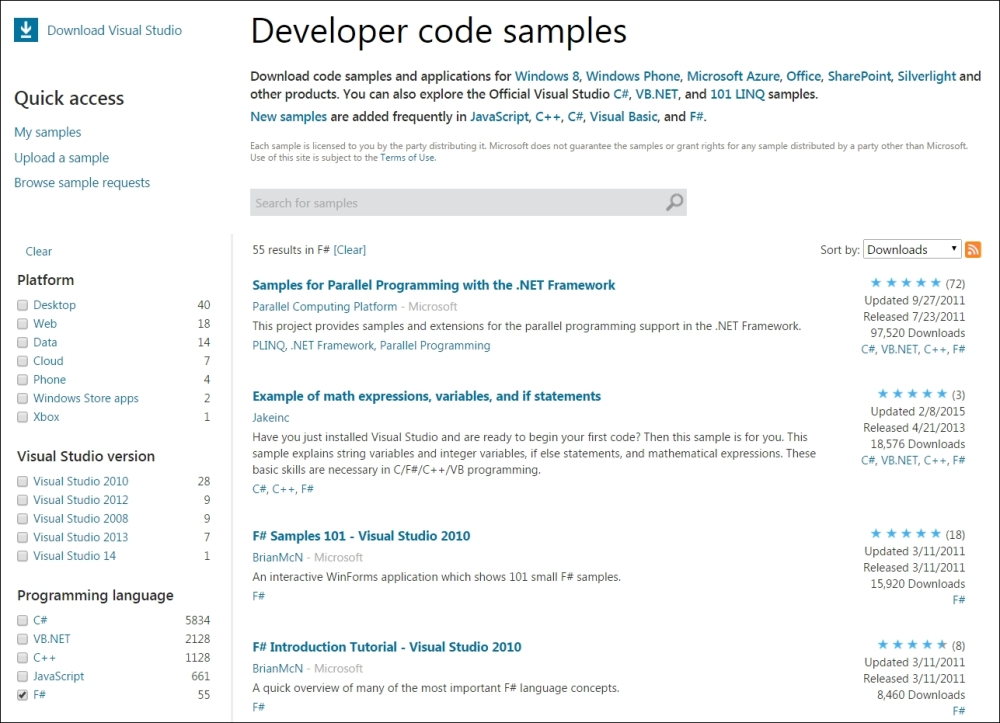 Download Visual Studio
Quick access
My samples
Upload a sample
Browse sample requests
Clear
Platform
Desktop 40
Web 18
Data 14
Cloud 7
Phone 4
Windows Store apps 2
Xbox 1
Visual Studio version
Visual Studio 2010 28
Visual Studio 2012 9
Visual Studio 2008 9
Visual Studio 2013 7
Visual Studio 14 1
Programming language
C# 5834
VB.NET 2128
C++ 1128
JavaScript 661
F# 55
Developer code samples
Download code samples and applications for Windows 8, Windows Phone, Microsoft Azure, Office, SharePoint, Silverlight and
other products. You can also explore the Official Visual Studio C#, VB.NET, and 101 LINQ samples.
New samples are added frequently in JavaScript, C++, C#, Visual Basic, and F#.
Each sample is licensed to you by the party distributing it. Microsoft does not guarantee the samples or grant rights for any sample distributed by a party other than Microsoft.
Use of this site is subject to the Terms of Use.
Search for samples
55 results in F# [Clear]
Sort by: Downloads
Samples for Parallel Programming with the .NET Framework
Parallel Computing Platform - Microsoft
This project provides samples and extensions for the parallel programming support in the .NET Framework.
PLINQ, .NET Framework, Parallel Programming
(72)
Updated 9/27/2011
Released 7/23/2011
97,520 Downloads
C#, VB.NET, C++, F#
Example of math expressions, variables, and if statements
Jakeinc
Have you just installed Visual Studio and are ready to begin your first code? Then this sample is for you. This
sample explains string variables and integer variables, if else statements, and mathematical expressions. These
basic skills are necessary in C/F#/C++/VB programming.
C#, C++, F#
(3)
Updated 2/8/2015
Released 4/21/2013
18,576 Downloads
C#, VB.NET, C++, F#
F# Samples 101 - Visual Studio 2010
BrianMcN - Microsoft
An interactive WinForms application which shows 101 small F# samples.
F#
(18)
Updated 3/11/2011
Released 3/11/2011
15,920 Downloads
F#
F# Introduction Tutorial - Visual Studio 2010
BrianMcN - Microsoft
A quick overview of many of the most important F# language concepts.
F#
(8)
Updated 3/11/2011
Released 3/11/2011
8,460 Downloads
F#